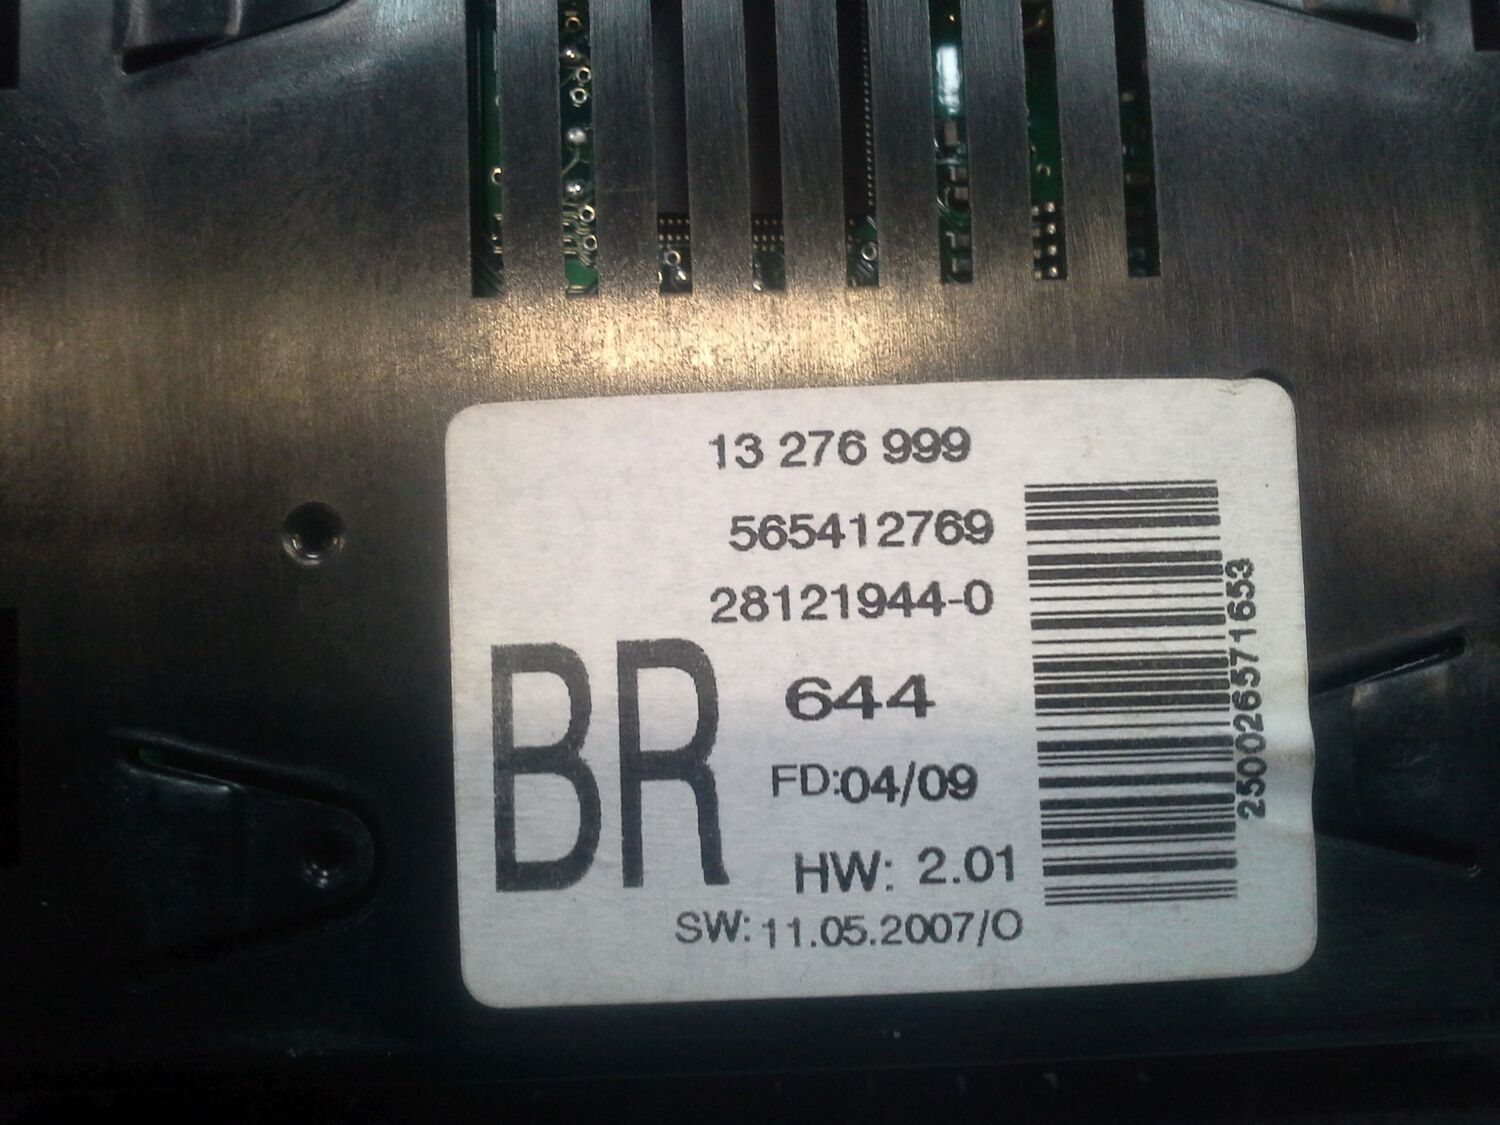 13 276 999
565412769
28121944-0
BR
644
FD:04/09
HW: 2.01
SW:11.05.2007/O
2500265571653